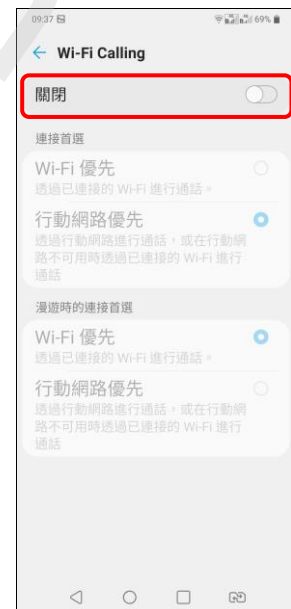 09:37 69%
Wi-Fi Calling
關閉
連接首選
Wi-Fi 優先
透過已連接的 Wi-Fi 進行通話。
行動網路優先
透過行動網路進行通話，或在行動網
路不可用時透過已連接的 Wi-Fi 進行
通話
漫遊時的連接首選
Wi-Fi 優先
透過已連接的 Wi-Fi 進行通話。
行動網路優先
透過行動網路進行通話，或在行動網
路不可用時透過已連接的 Wi-Fi 進行
通話